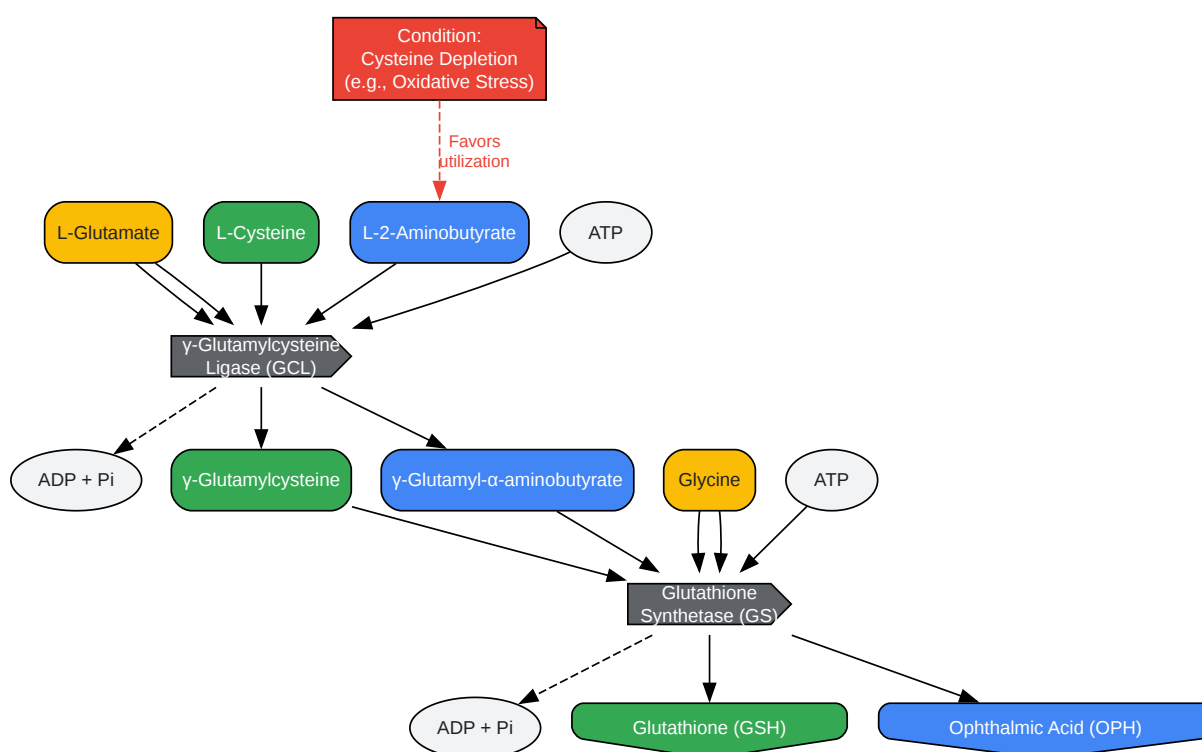 Condition:
Cysteine Depletion
(e.g., Oxidative Stress)
Favors
utilization
L-Glutamate
L-Cysteine
L-2-Aminobutyrate
ATP
γ-Glutamylcysteine
Ligase (GCL)
ADP + Pi
γ-Glutamylcysteine
γ-Glutamyl-α-aminobutyrate
Glycine
ATP
Glutathione
Synthetase (GS)
ADP + Pi
Glutathione (GSH)
Ophthalmic Acid (OPH)